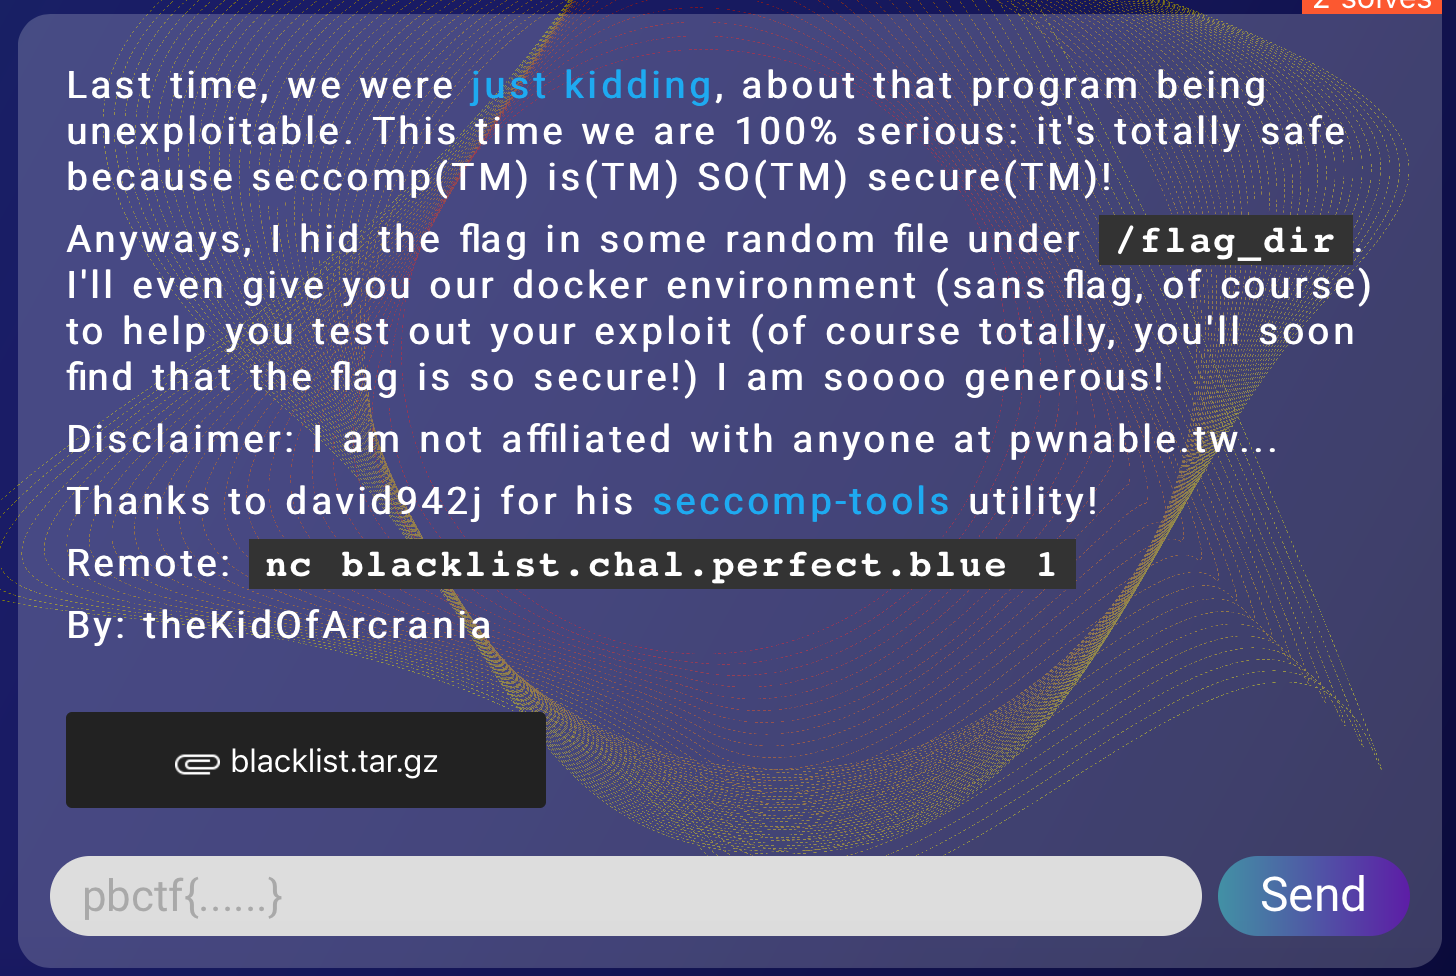 2 solves
Last time, we were just kidding, about that program being
unexploitable. This time we are 100% serious: it's totally safe
because seccomp(TM) is(TM) SO(TM) secure(TM)!
Anyways, I hid the flag in some random file under /flag_dir.
I'll even give you our docker environment (sans flag, of course)
to help you test out your exploit (of course totally, you'll soon
find that the flag is so secure!) I am soooo generous!
Disclaimer: I am not affiliated with anyone at pwnable.tw...
Thanks to david942j for his seccomp-tools utility!
Remote: nc blacklist.chal.perfect.blue 1
By: theKidOfArcrania
blacklist.tar.gz
pbctf{......}
Send